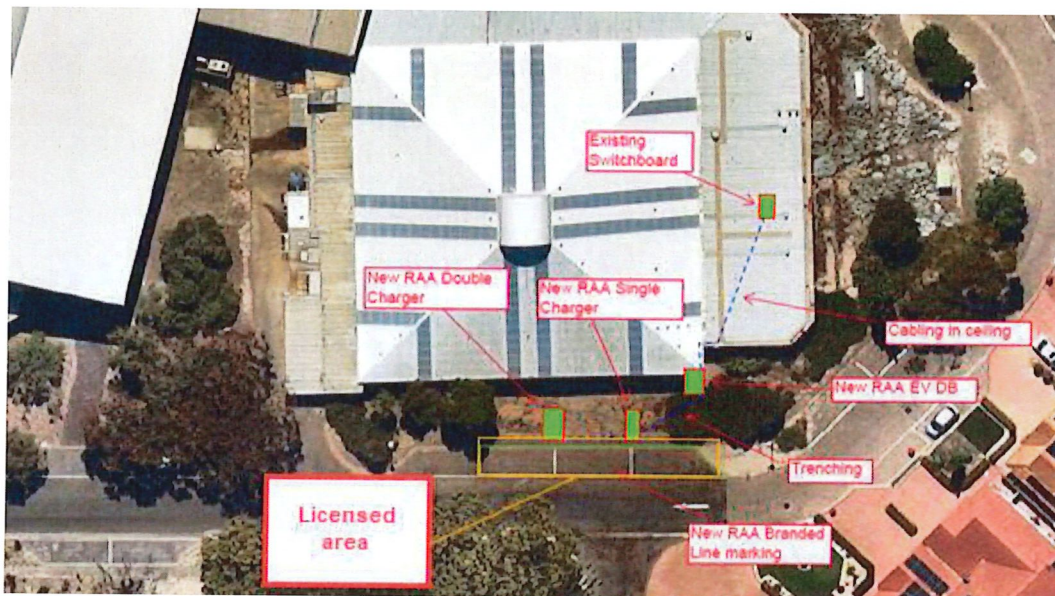 Existing
Switchboard
New RAA Double
Charger
New RAA Single
Charger
Cabling in ceiling
New RAA EV DB
Trenching
Licensed
area
New RAA Branded
Line marking